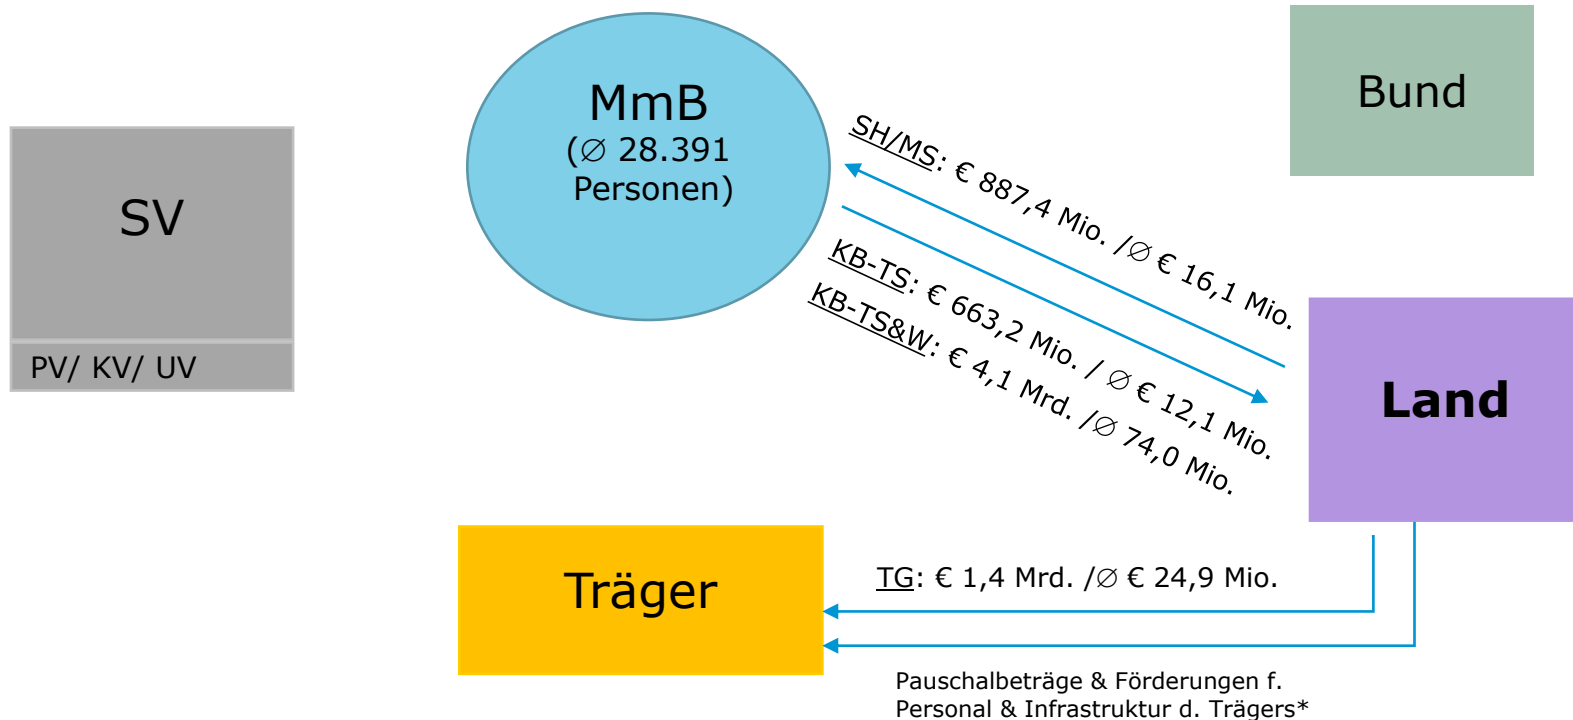 MmB
(∅ 28.391
Personen)
Bund
SV
PV/ KV/ UV
SH/MS: € 887,4 Mio. /∅ € 16,1 Mio.
KB-TS: € 663,2 Mio. / ∅ € 12,1 Mio.
KB-TS&W: € 4,1 Mrd. /∅ 74,0 Mio.
Land
Träger
TG: € 1,4 Mrd. /∅ € 24,9 Mio.
Pauschalbeträge & Förderungen f.
Personal & Infrastruktur d. Trägers*